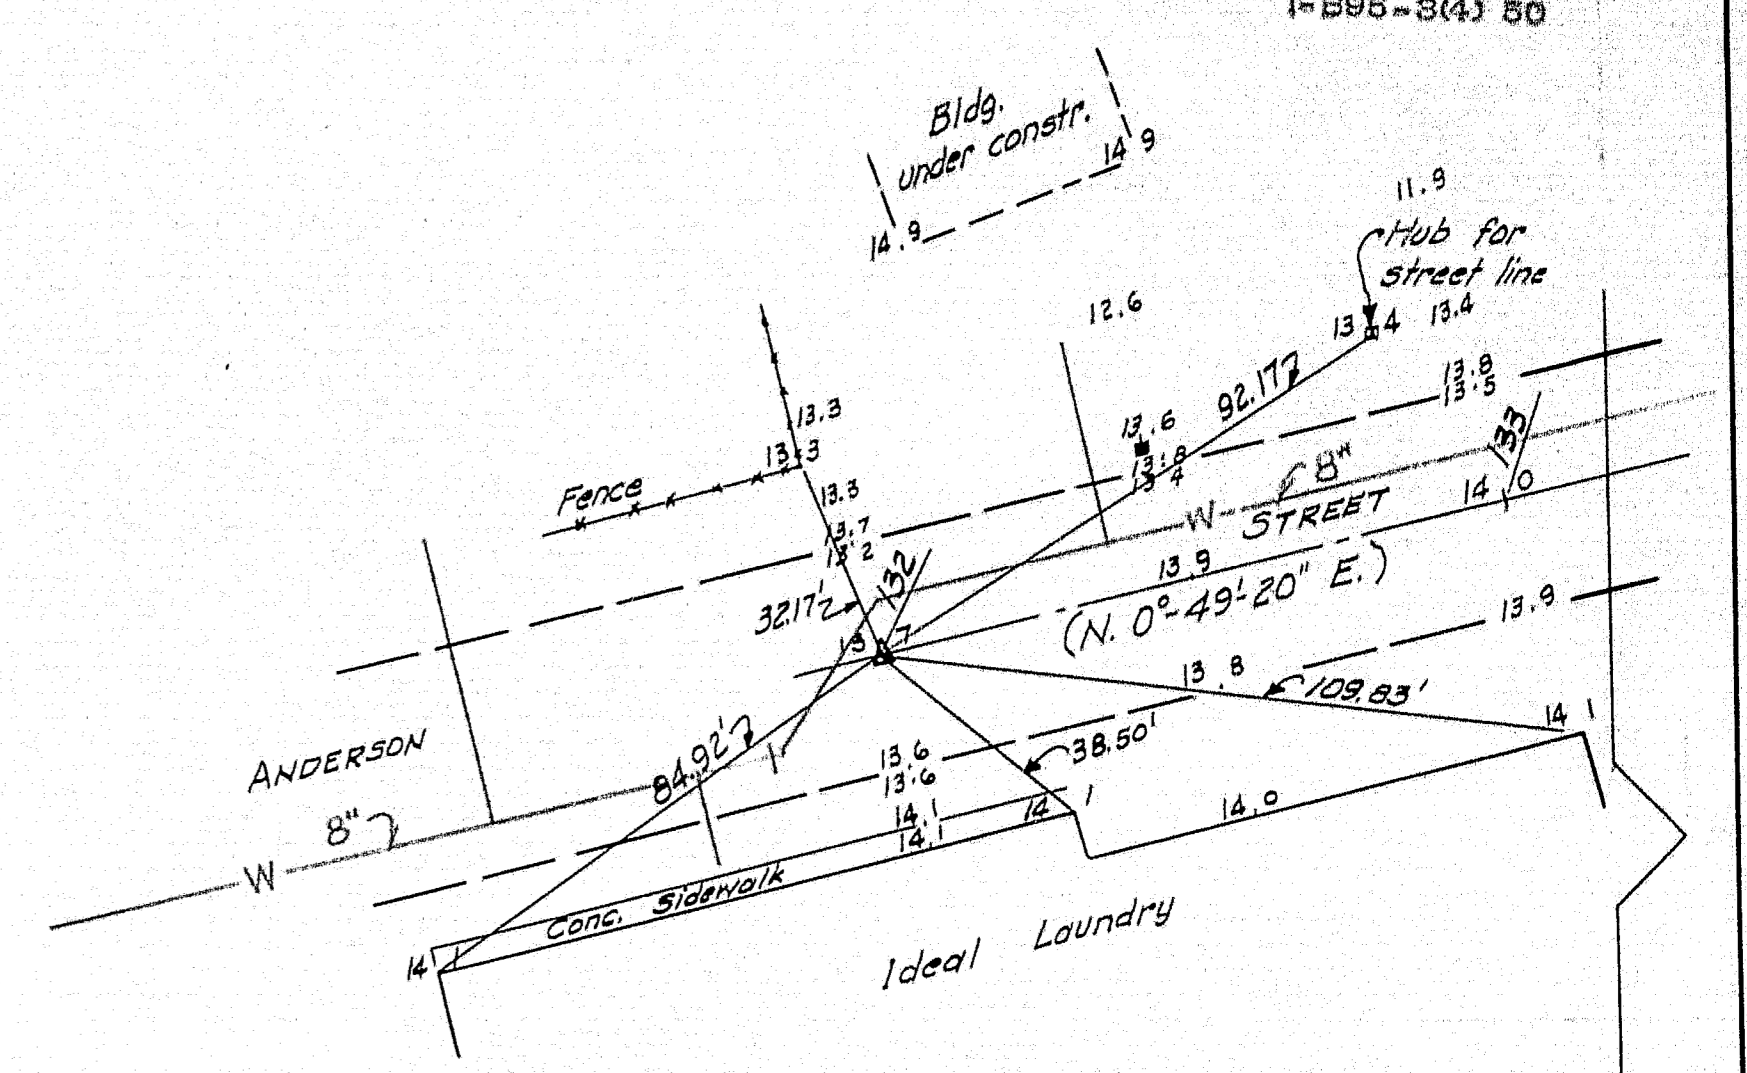 1-B95-3(4) 50
Bldg.
under constr.
14.9
14.9
11.9
Hub for
street line
13.4
13.4
12.6
92.17'
13.8
13.5
133
13.6
13.8
13.4
13.3
13.3
Fence
13.3
13.7
13.2
8"
W
STREET
14.0
132
32.17'
13.7
13.9
(N. 0°-49'-20" E.)
13.9
13.8
109.83'
14.1
ANDERSON
84.92'
38.50'
13.6
13.6
14.1
14.1
14.1
14.0
8"
W
Conc. Sidewalk
14.1
Ideal Laundry